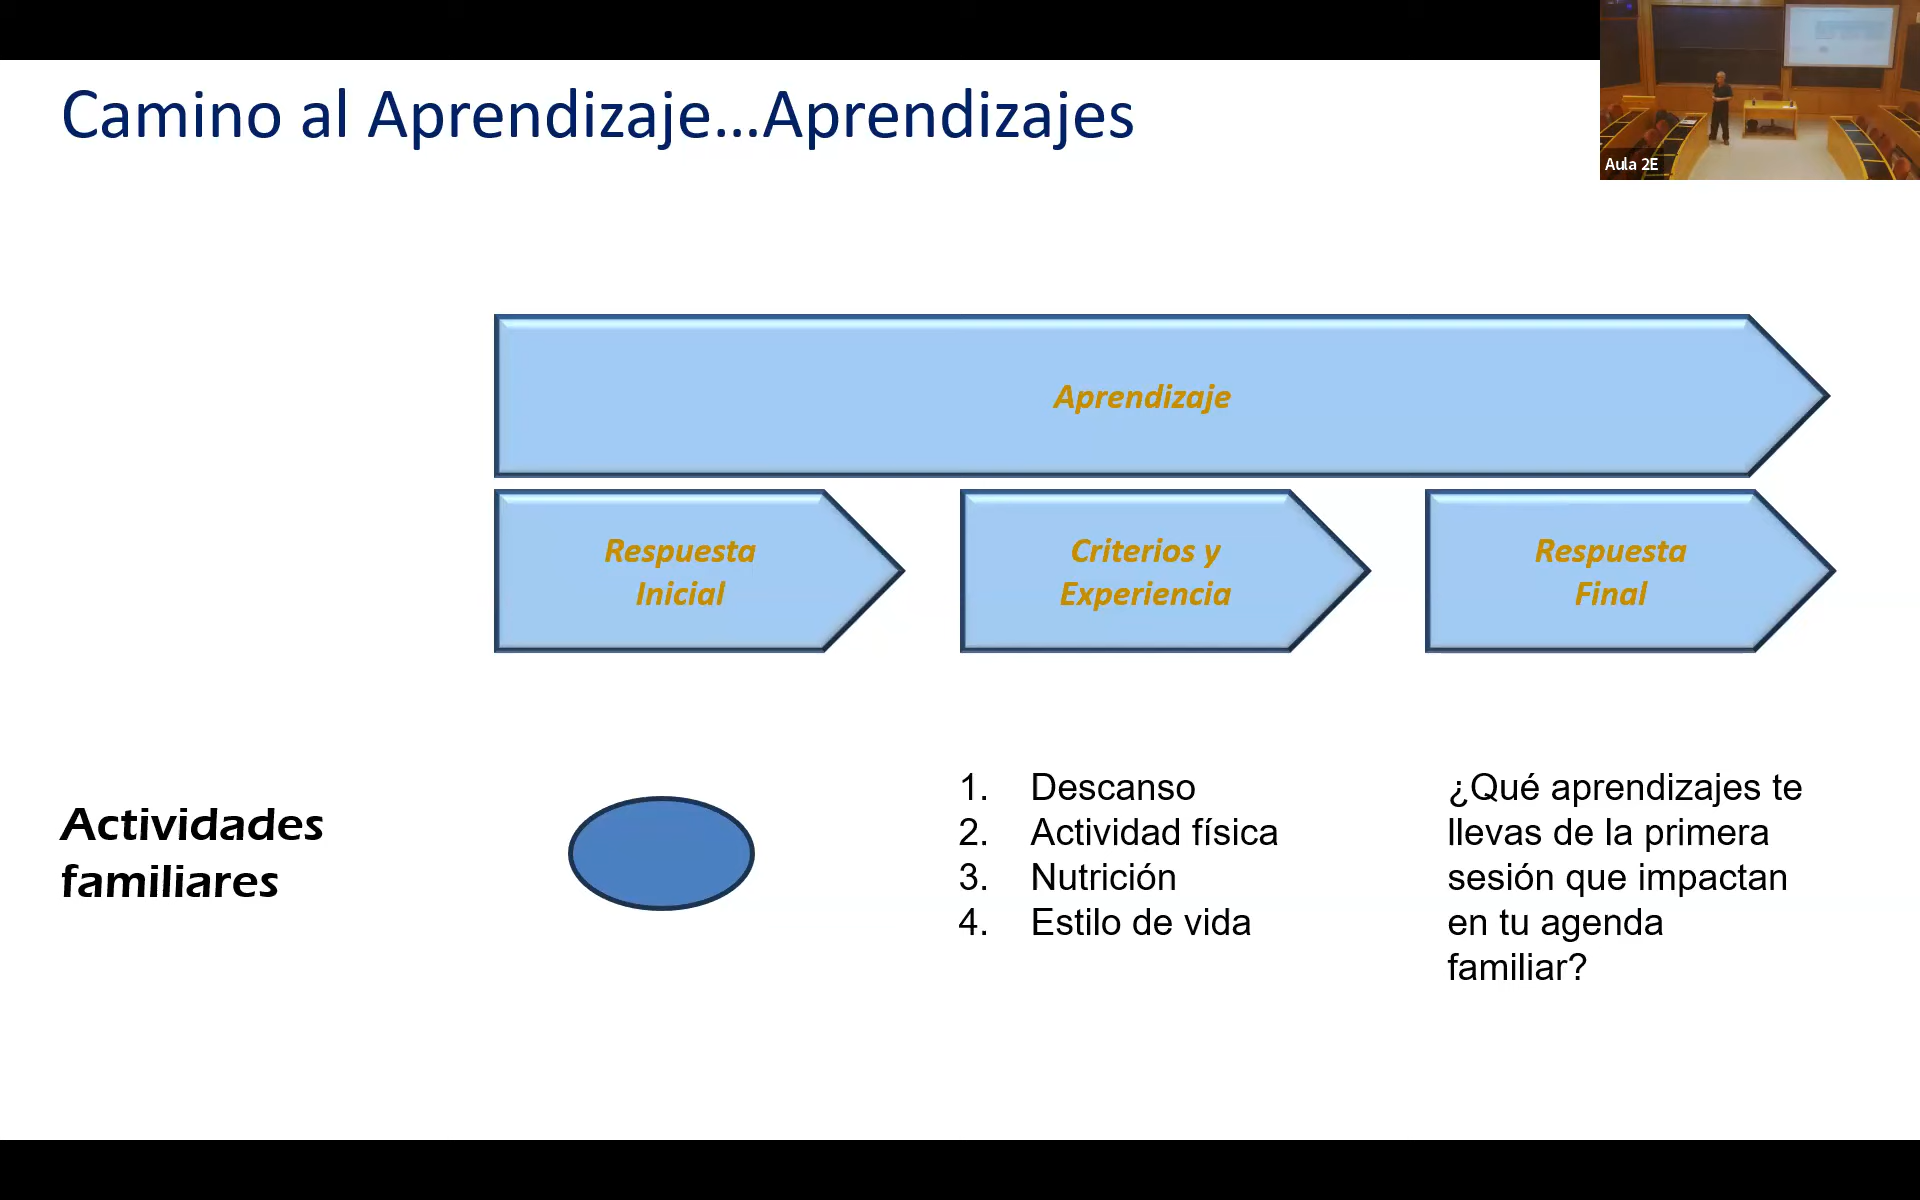 Camino al Aprendizaje...Aprendizajes
Aula 2E
Aprendizaje
Respuesta
Inicial
Criterios y
Experiencia
Respuesta
Final
Actividades
familiares
1. Descanso
2. Actividad física
3. Nutrición
4. Estilo de vida
¿Qué aprendizajes te
llevas de la primera
sesión que impactan
en tu agenda
familiar?